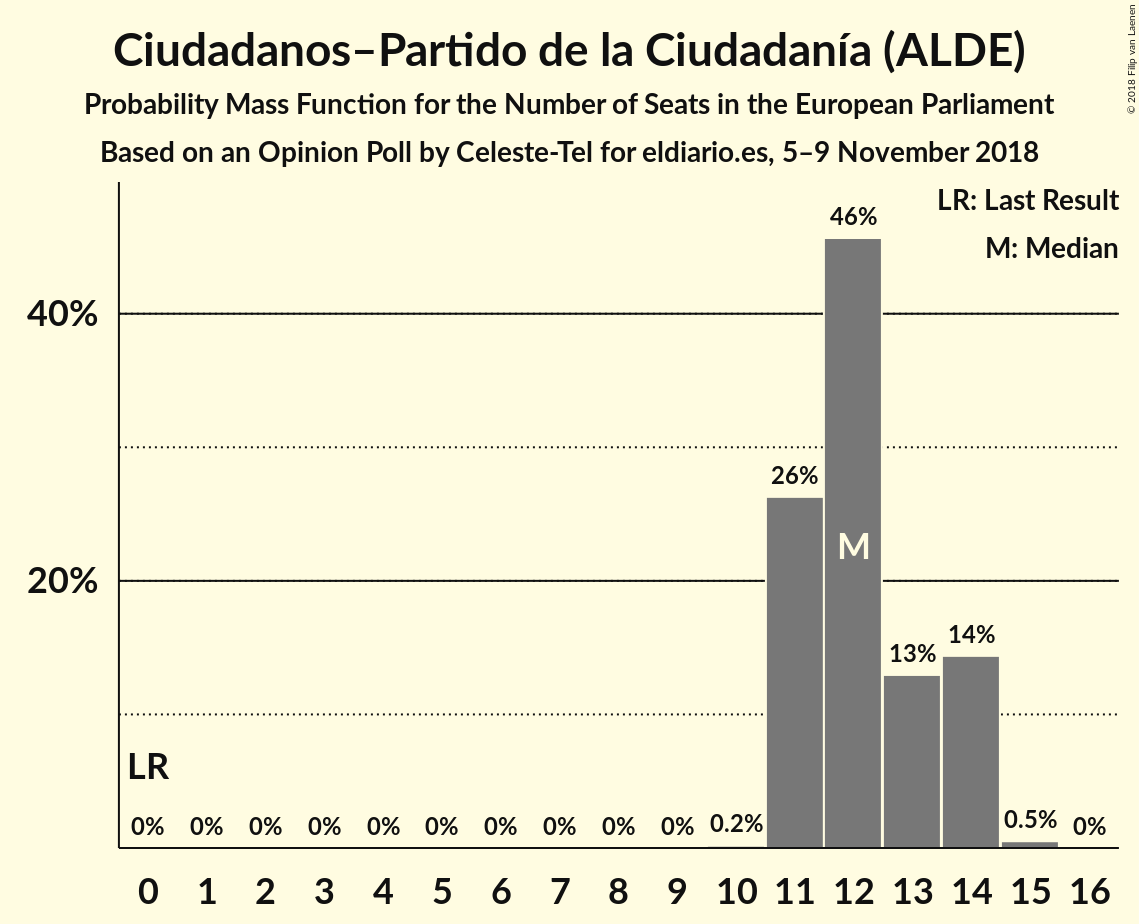 Ciudadanos–Partido de la Ciudadanía (ALDE)
Probability Mass Function for the Number of Seats in the European Parliament
Based on an Opinion Poll by Celeste-Tel for eldiario.es, 5–9 November 2018
© 2018 Filip van Laenen
LR: Last Result
M: Median
46%
40%
26%
M
20%
14%
13%
LR
0% 0% 0% 0% 0% 0% 0% 0% 0% 0% 0.2% 0.5% 0%
0 1 2 3 4 5 6 7 8 9 10 11 12 13 14 15 16